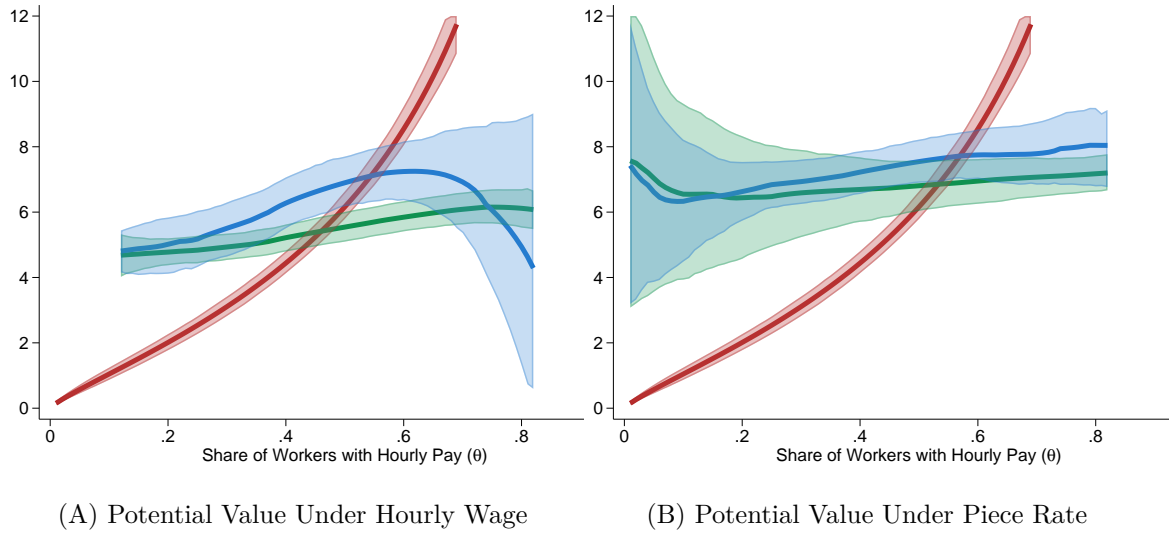 12
10
8
6
4
2
0
0 .2 .4 .6 .8
Share of Workers with Hourly Pay (θ)
(A) Potential Value Under Hourly Wage
12
10
8
6
4
2
0
0 .2 .4 .6 .8
Share of Workers with Hourly Pay (θ)
(B) Potential Value Under Piece Rate